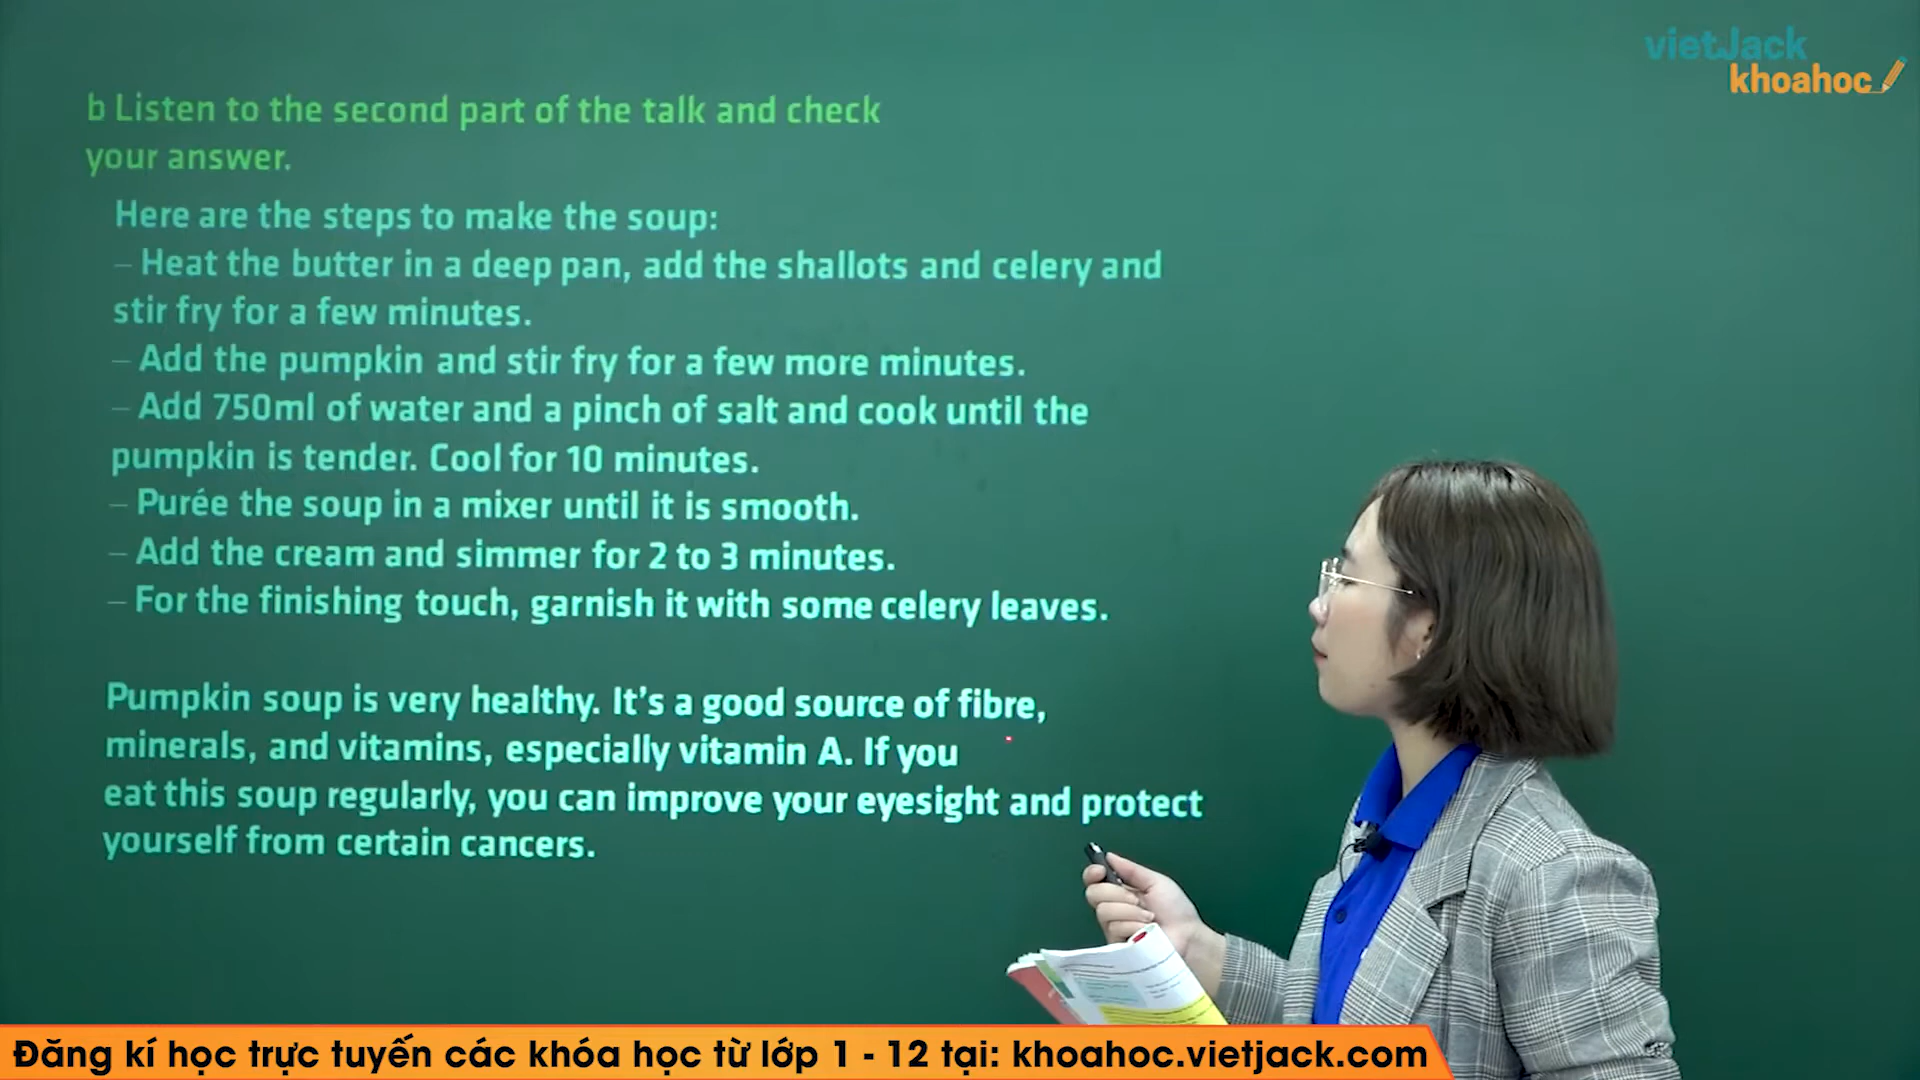 vietJack
khoahoc
b Listen to the second part of the talk and check
your answer.
Here are the steps to make the soup:
– Heat the butter in a deep pan, add the shallots and celery and
stir fry for a few minutes.
– Add the pumpkin and stir fry for a few more minutes.
– Add 750ml of water and a pinch of salt and cook until the
pumpkin is tender. Cool for 10 minutes.
– Purée the soup in a mixer until it is smooth.
– Add the cream and simmer for 2 to 3 minutes.
– For the finishing touch, garnish it with some celery leaves.
Pumpkin soup is very healthy. It's a good source of fibre,
minerals, and vitamins, especially vitamin A. If you
eat this soup regularly, you can improve your eyesight and protect
yourself from certain cancers.
Đăng kí học trực tuyến các khóa học từ lớp 1 - 12 tại: khoahoc.vietjack.com